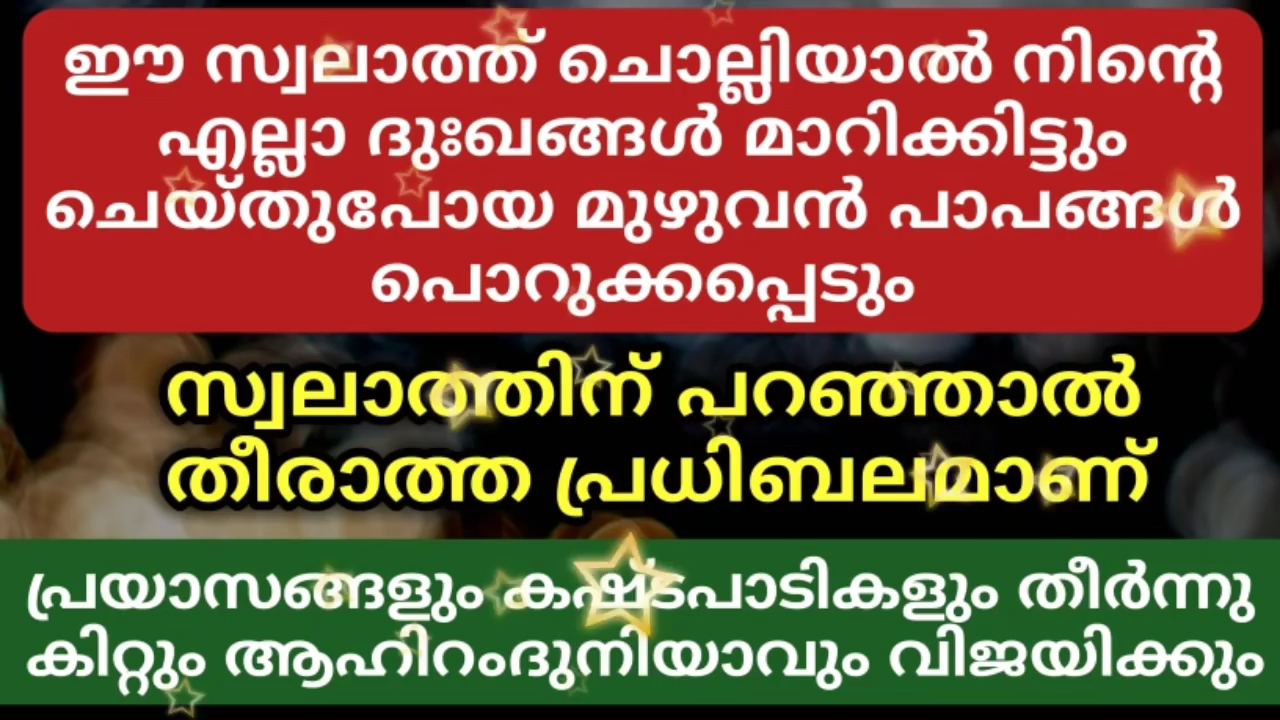 ഈ സ്വലാത്ത് ചൊല്ലിയാൽ നിന്റെ
എല്ലാ ദുഃഖങ്ങൾ മാറിക്കിട്ടും
ചെയ്തുപോയ മുഴുവൻ പാപങ്ങൾ
പൊറുക്കപ്പെടും
സ്വലാത്തിന് പറഞ്ഞാൽ
തീരാത്ത പ്രധിബലമാണ്
പ്രയാസങ്ങളും കഷ്ടപാടികളും തീർന്നു
കിറ്റും ആഹിറംദുനിയാവും വിജയിക്കും